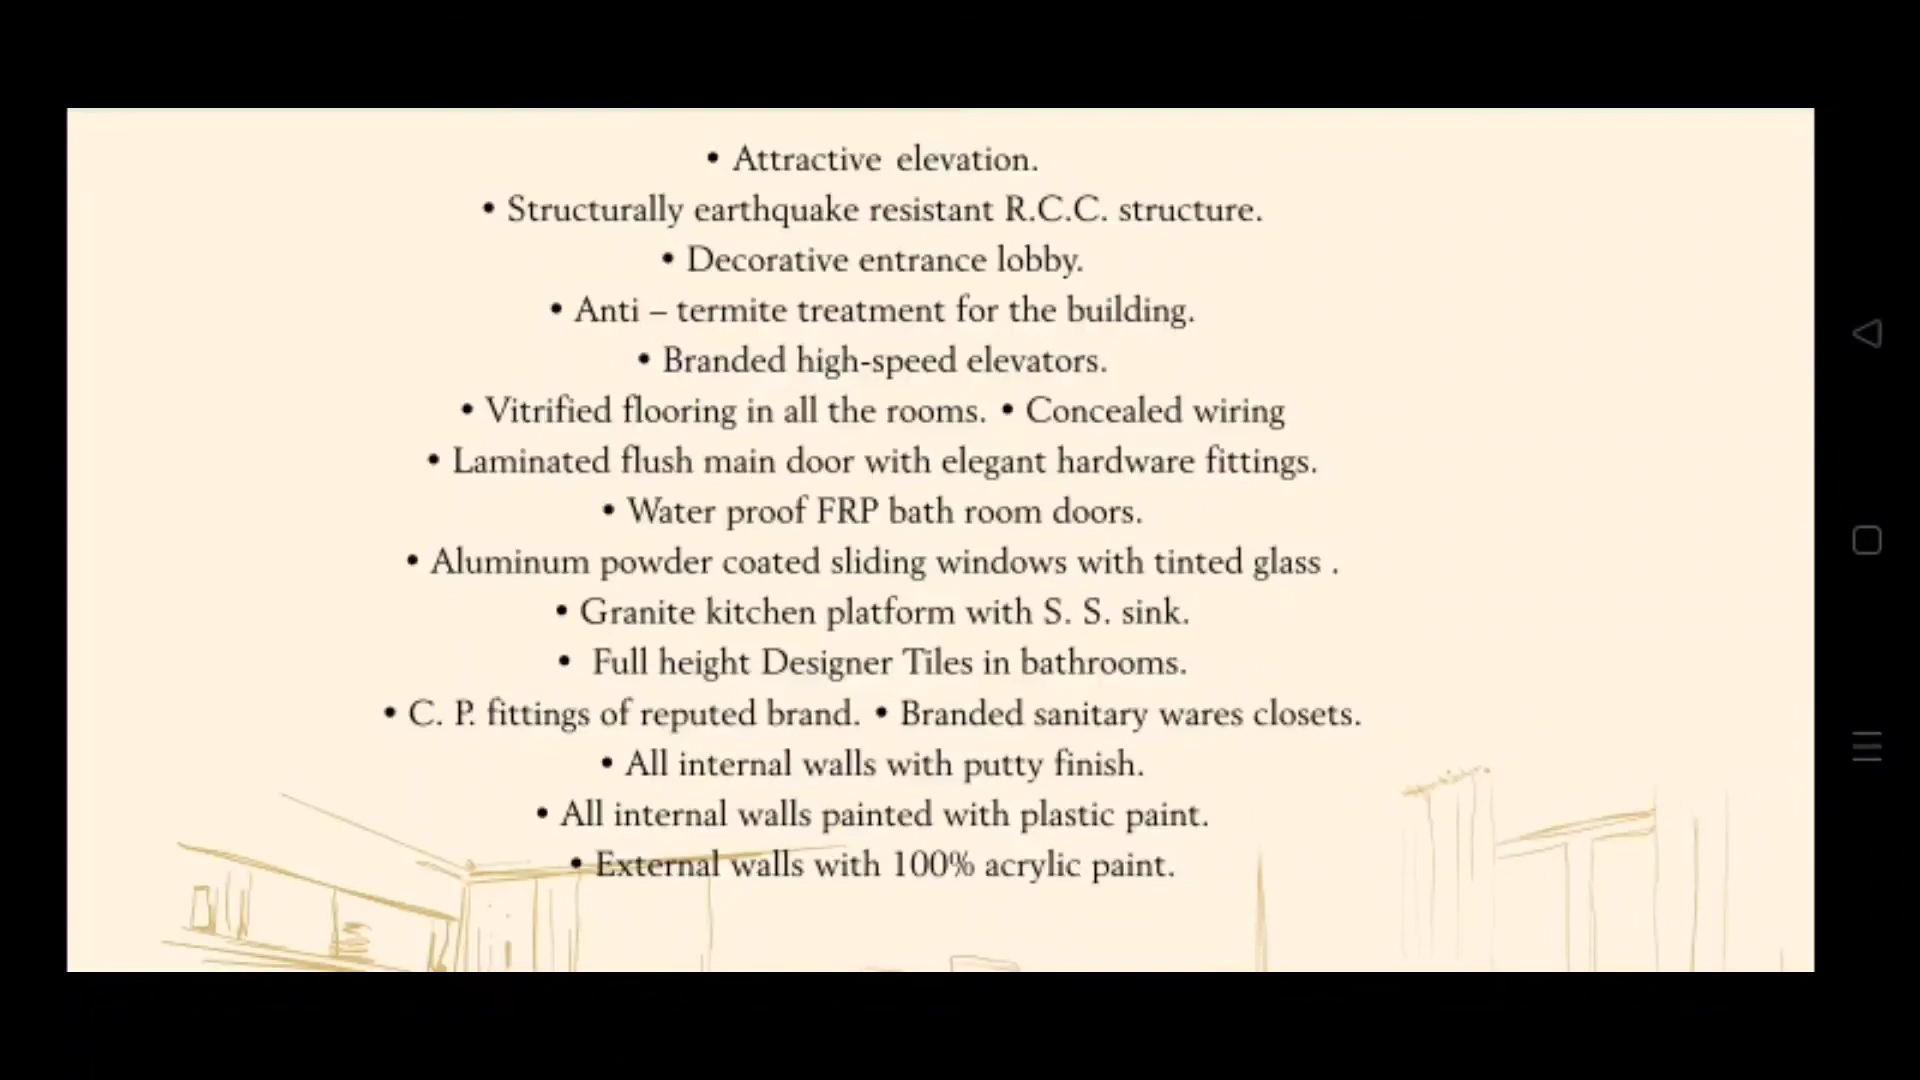 • Attractive elevation.
• Structurally earthquake resistant R.C.C. structure.
• Decorative entrance lobby.
• Anti – termite treatment for the building.
• Branded high-speed elevators.
• Vitrified flooring in all the rooms. • Concealed wiring
• Laminated flush main door with elegant hardware fittings.
• Water proof FRP bath room doors.
• Aluminum powder coated sliding windows with tinted glass .
• Granite kitchen platform with S. S. sink.
• Full height Designer Tiles in bathrooms.
• C. P. fittings of reputed brand. • Branded sanitary wares closets.
• All internal walls with putty finish.
• All internal walls painted with plastic paint.
• External walls with 100% acrylic paint.